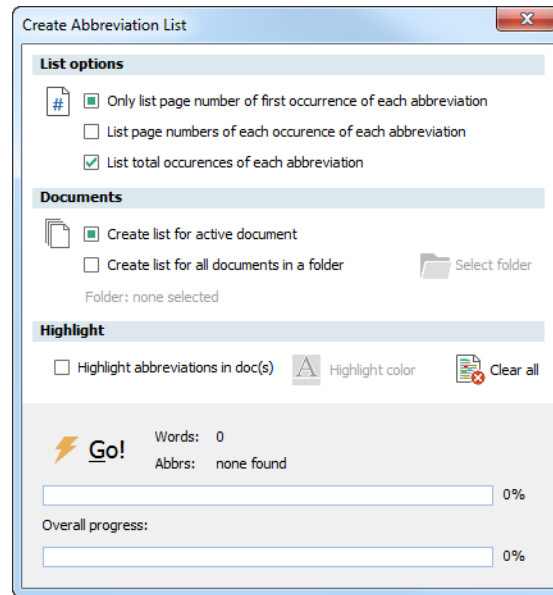 Create Abbreviation List
List options
#
Only list page number of first occurrence of each abbreviation
List page numbers of each occurence of each abbreviation
List total occurences of each abbreviation
Documents
Create list for active document
Create list for all documents in a folder
Select folder
Folder: none selected
Highlight
Highlight abbreviations in doc(s)
A
Highlight color
Clear all
Go!
Words: 0
Abbrs: none found
0%
Overall progress:
0%